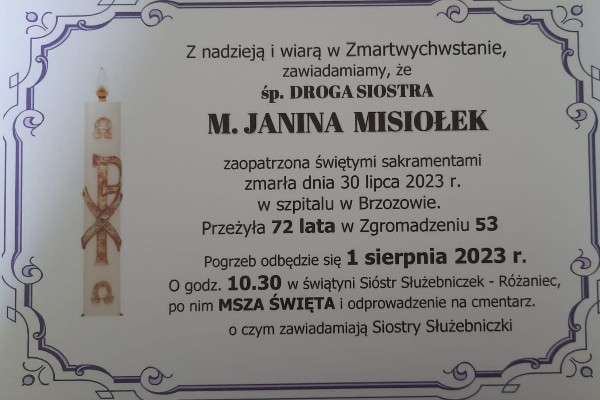 Z nadzieją i wiarą w Zmartwychwstanie,
zawiadamiamy, że
śp. DROGA SIOSTRA
M. JANINA MISIOŁEK
zaopatrzona świętymi sakramentami
zmarła dnia 30 lipca 2023 r.
w szpitalu w Brzozowie.
Przeżyła 72 lata w Zgromadzeniu 53
Pogrzeb odbędzie się 1 sierpnia 2023 r.
O godz. 10.30 w świątyni Sióstr Służebniczek - Różaniec,
po nim MSZA ŚWIĘTA i odprowadzenie na cmentarz.
o czym zawiadamiają Siostry Służebniczki